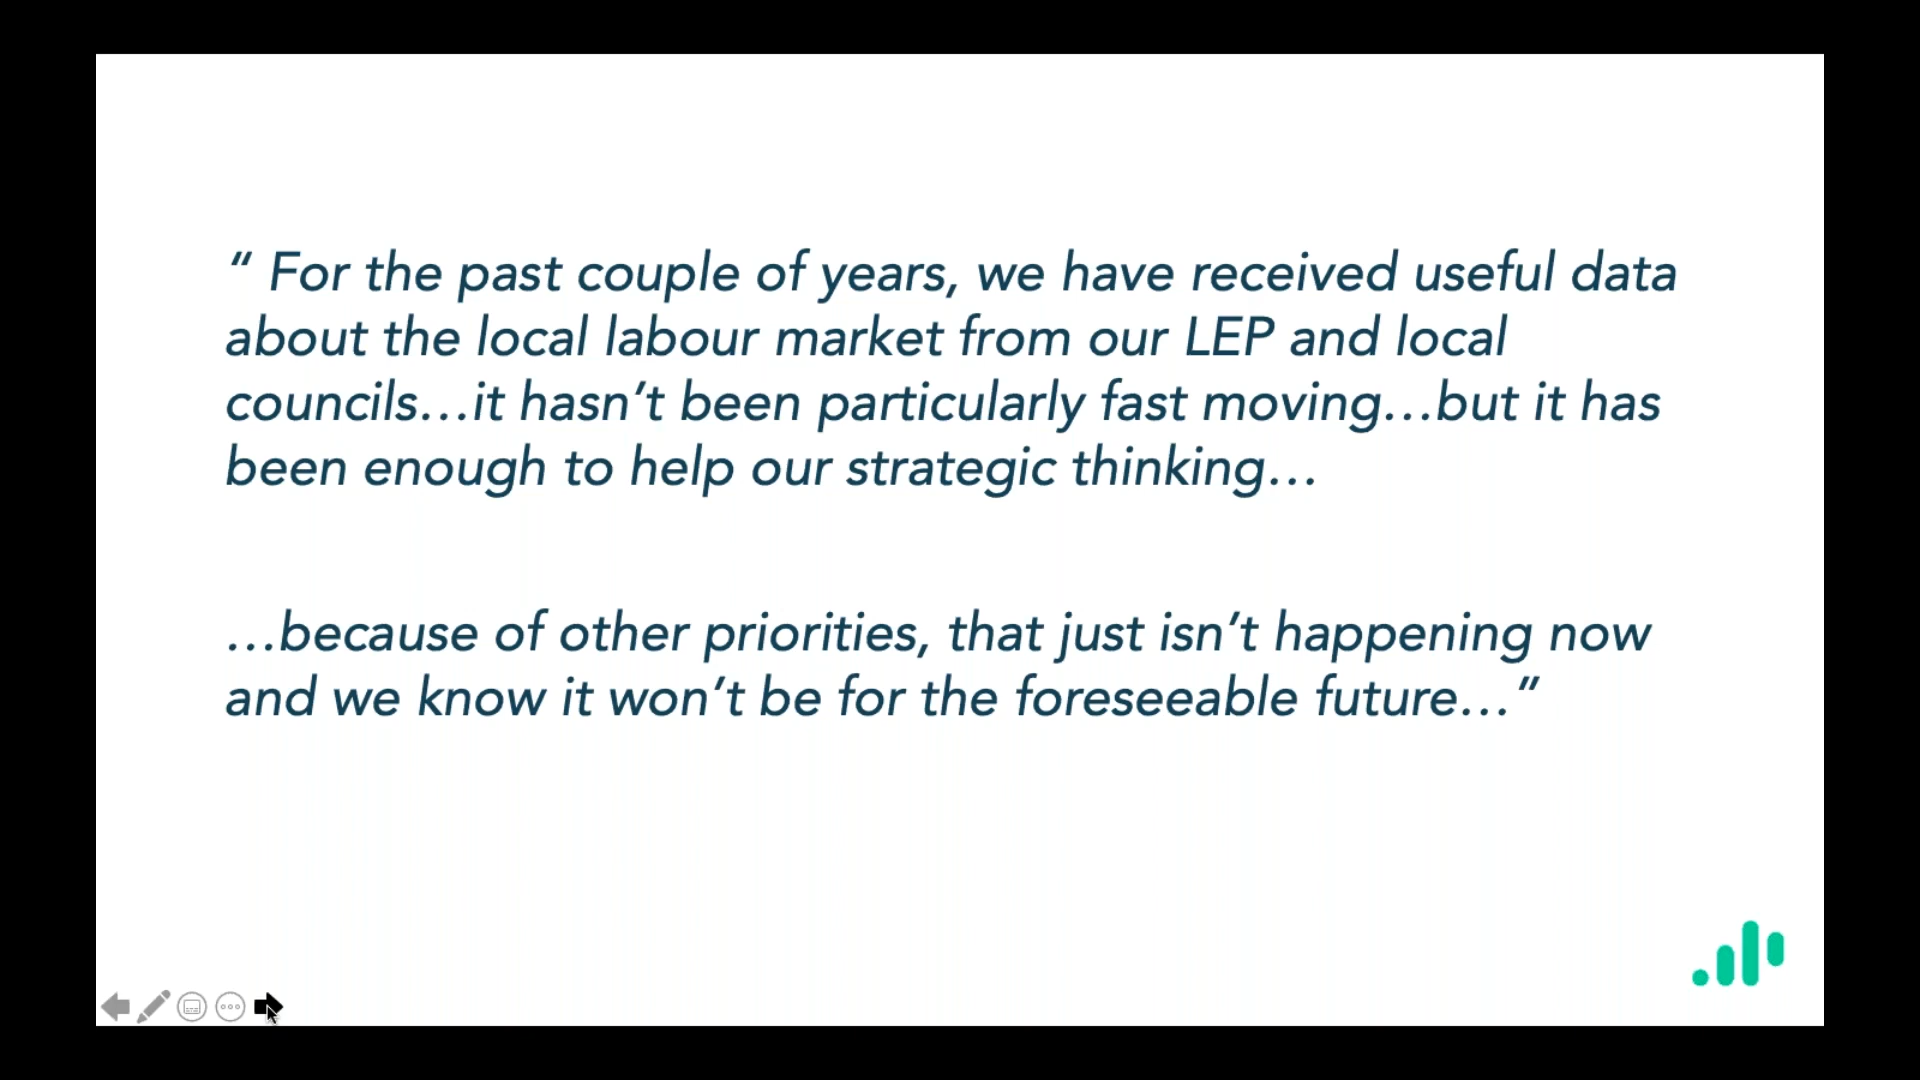 “ For the past couple of years, we have received useful data
about the local labour market from our LEP and local
councils…it hasn’t been particularly fast moving…but it has
been enough to help our strategic thinking…
…because of other priorities, that just isn’t happening now
and we know it won’t be for the foreseeable future…”